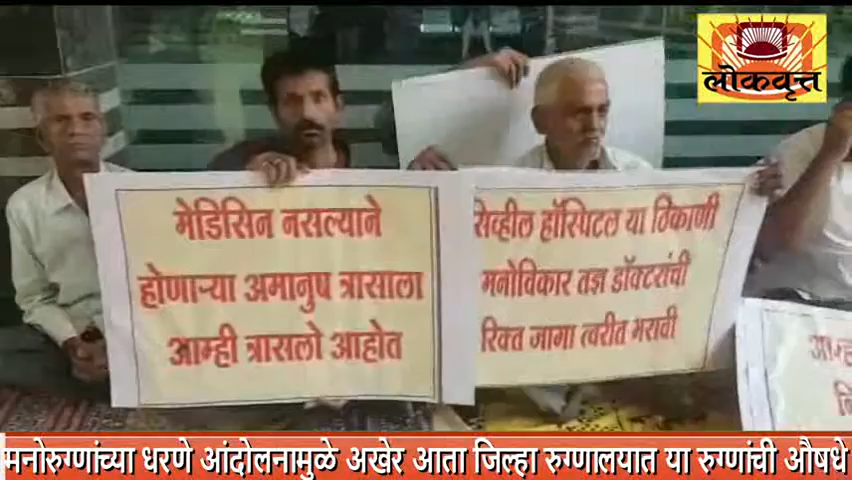 लोकवृत्त
मेडिसिन नसल्याने
होणाऱ्या अमानुष त्रासाला
आम्ही त्रासलो आहोत
सिव्हील हॉस्पिटल या ठिकाणी
मनोविकार तज्ञ डॉक्टरांची
रिक्त जागा त्वरीत भरावी
मनोरुग्णांच्या धरणे आंदोलनामुळे अखेर आता जिल्हा रुग्णालयात या रुग्णांची औषधे